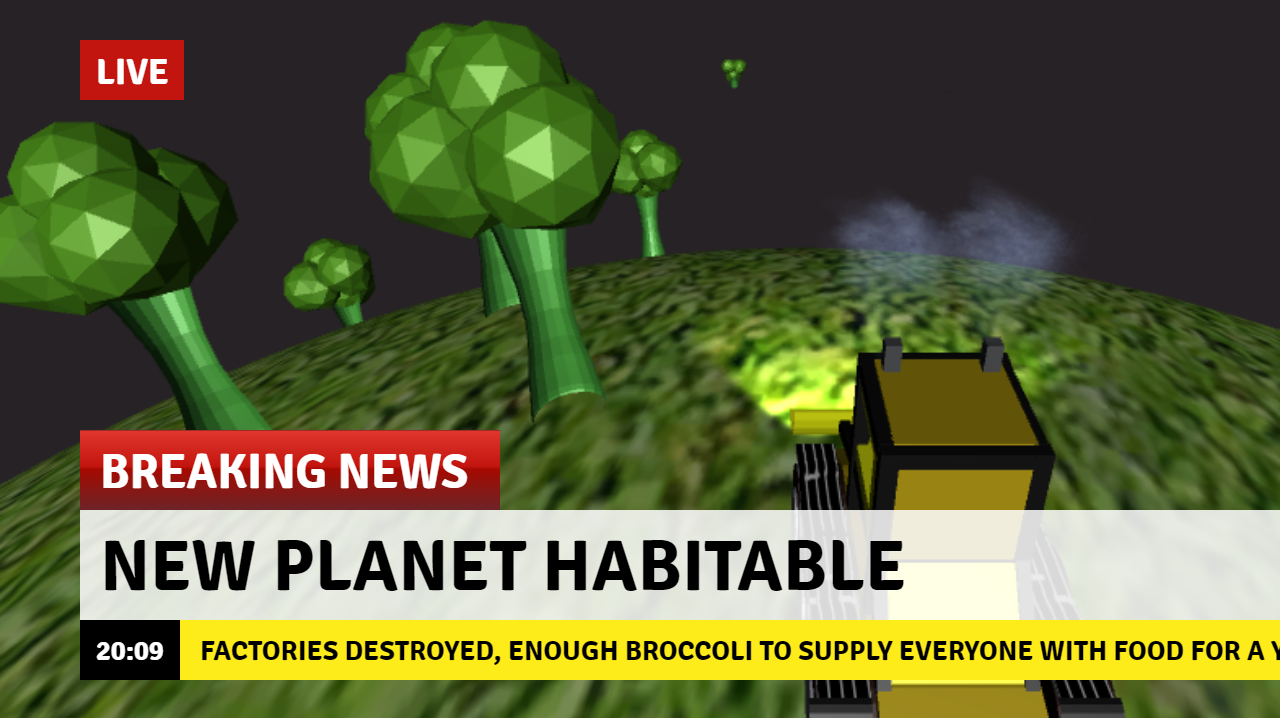 LIVE
BREAKING NEWS
NEW PLANET HABITABLE
20:09 FACTORIES DESTROYED, ENOUGH BROCCOLI TO SUPPLY EVERYONE WITH FOOD FOR A